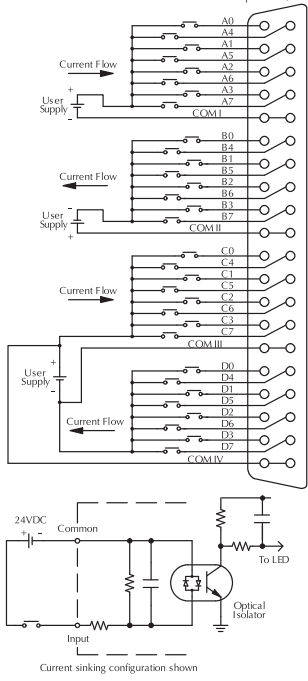 A0
A4
A1
Current Flow
A5
A2
A6
User
Supply
+
A3
A7
-
COM I
B0
B4
B1
Current Flow
B5
B2
B6
User
Supply
-
B3
B7
+
COM II
C0
C4
C1
Current Flow
C5
C2
C6
C3
C7
COM III
User
Supply
+
-
D0
D4
D1
D5
Current Flow
D2
D6
D3
D7
COM IV
24VDC
+ -
Common
To LED
Optical
Isolator
Input
Current sinking configuration shown